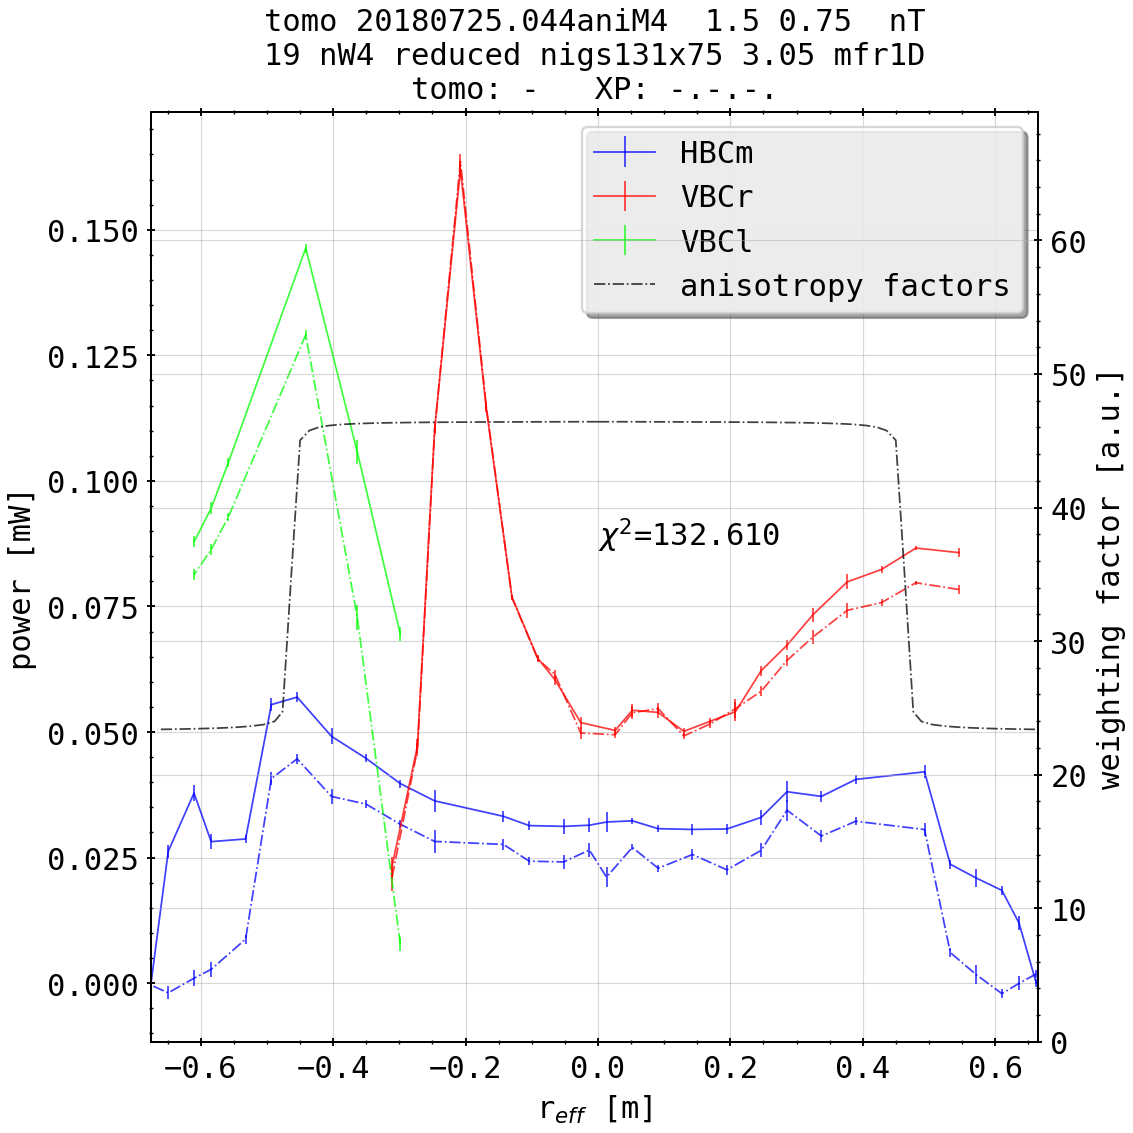 tomo 20180725.044aniM4  1.5 0.75  nT
19 nW4 reduced nigs131x75 3.05 mfr1D
tomo: -   XP: -.-.-.
HBCm
VBCr
VBCl
anisotropy factors
χ²=132.610
power [mW]
0.150
0.125
0.100
0.075
0.050
0.025
0.000
60
50
40
30
20
10
0
weighting factor [a.u.]
−0.6 −0.4 −0.2 0.0 0.2 0.4 0.6
r_eff [m]